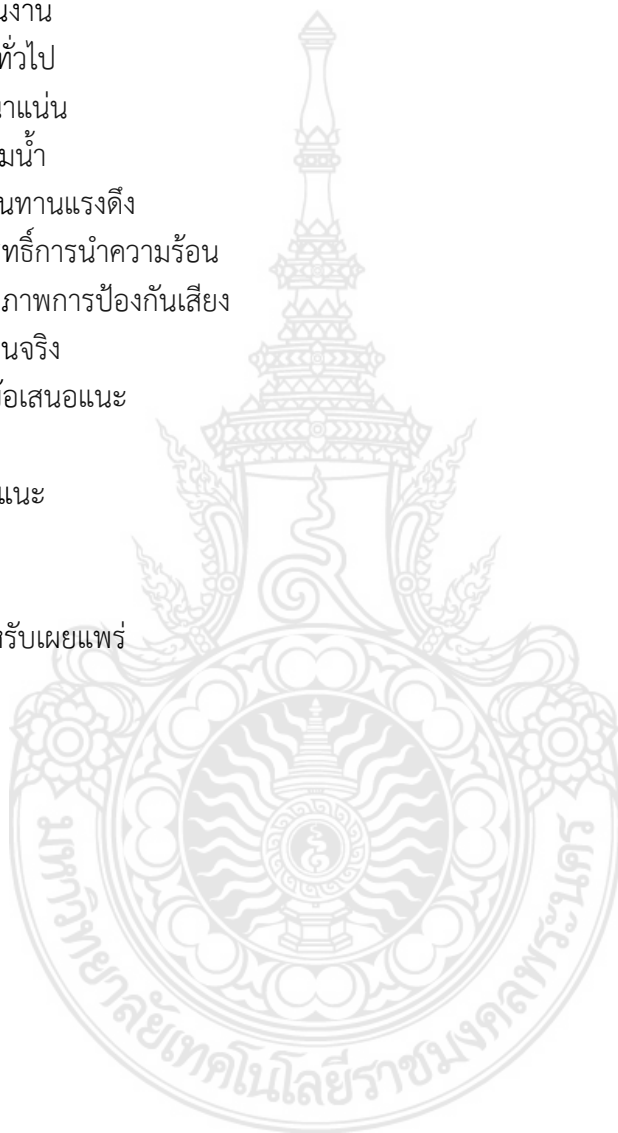 นงาน
ทั่วไป
นาแน่น
มน้ำ
นทานแรงดึง
ทธิ์การนำความร้อน
ภาพการป้องกันเสียง
นจริง
ข้อเสนอแนะ
แนะ
หรับเผยแพร่
มหาวิทยาลัยเทคโนโลยีราชมงคลพระนคร